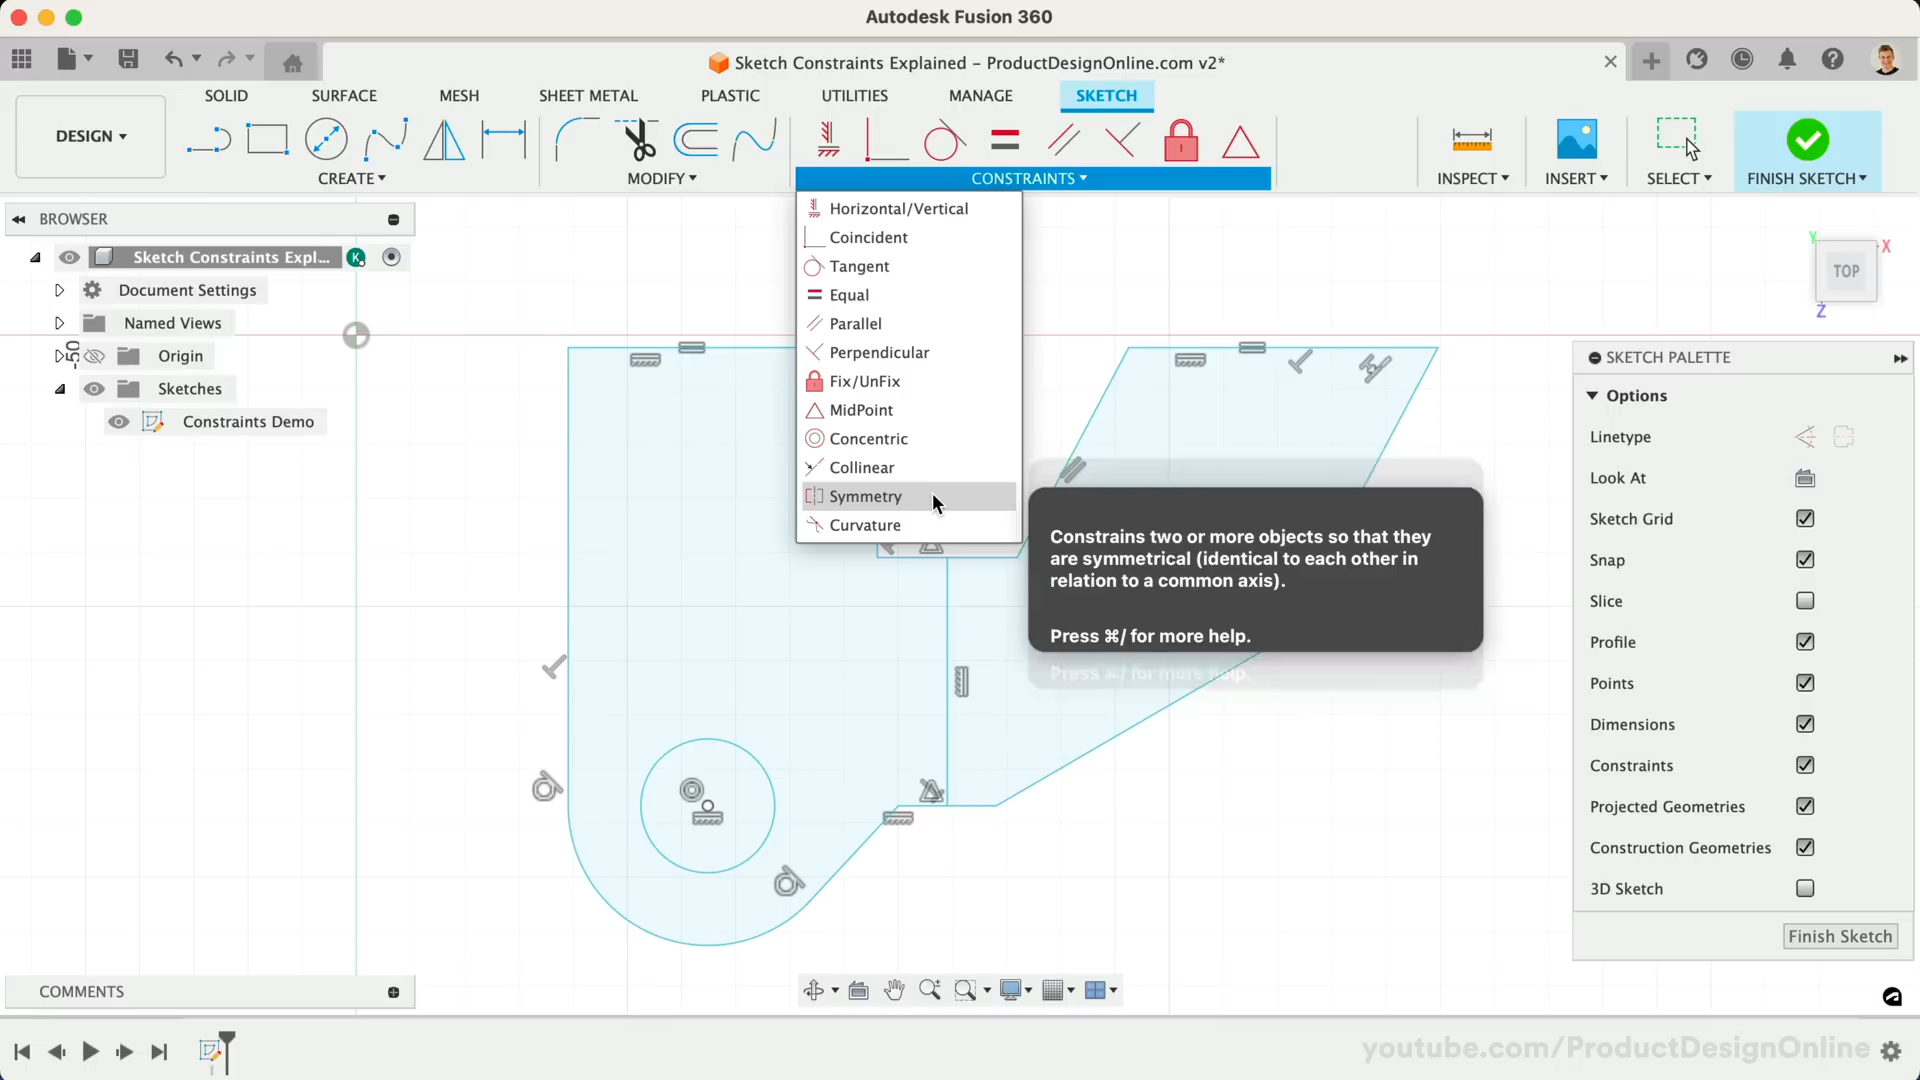 Autodesk Fusion 360
Sketch Constraints Explained – ProductDesignOnline.com v2*
SOLID
SURFACE
MESH
SHEET METAL
PLASTIC
UTILITIES
MANAGE
SKETCH
DESIGN
CREATE
MODIFY
CONSTRAINTS
INSPECT
INSERT
SELECT
FINISH SKETCH
BROWSER
Sketch Constraints Expl...
K
Document Settings
Named Views
Origin
Sketches
Constraints Demo
-50
Horizontal/Vertical
Coincident
Tangent
Equal
Parallel
Perpendicular
Fix/UnFix
MidPoint
Concentric
Collinear
Symmetry
Curvature
Constrains two or more objects so that they
are symmetrical (identical to each other in
relation to a common axis).
Press ⌘/ for more help.
Press ⌘/ for more help.
Y
X
TOP
Z
SKETCH PALETTE
Options
Linetype
Look At
Sketch Grid
Snap
Slice
Profile
Points
Dimensions
Constraints
Projected Geometries
Construction Geometries
3D Sketch
Finish Sketch
COMMENTS
youtube.com/ProductDesignOnline